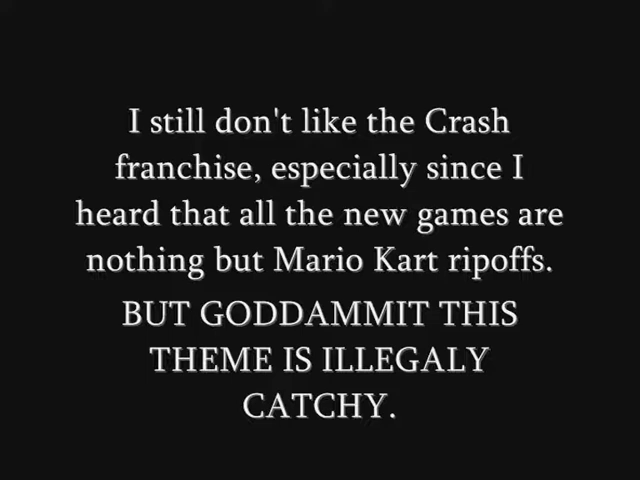 I still don't like the Crash
franchise, especially since I
heard that all the new games are
nothing but Mario Kart ripoffs.
BUT GODDAMMIT THIS
THEME IS ILLEGALY
CATCHY.